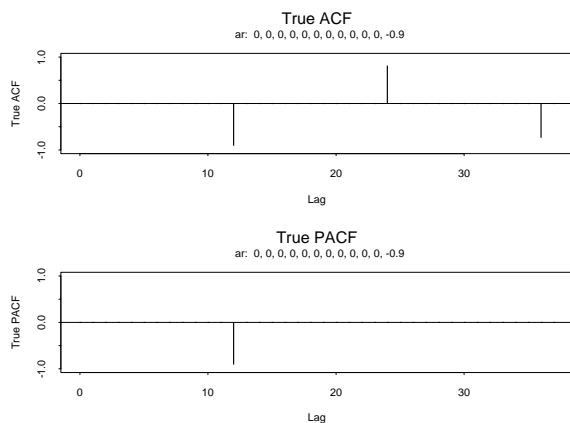 True ACF
ar: 0, 0, 0, 0, 0, 0, 0, 0, 0, 0, 0, -0.9
True ACF
1.0
0.0
-1.0
0 10 20 30
Lag
True PACF
ar: 0, 0, 0, 0, 0, 0, 0, 0, 0, 0, 0, -0.9
True PACF
1.0
0.0
-1.0
0 10 20 30
Lag